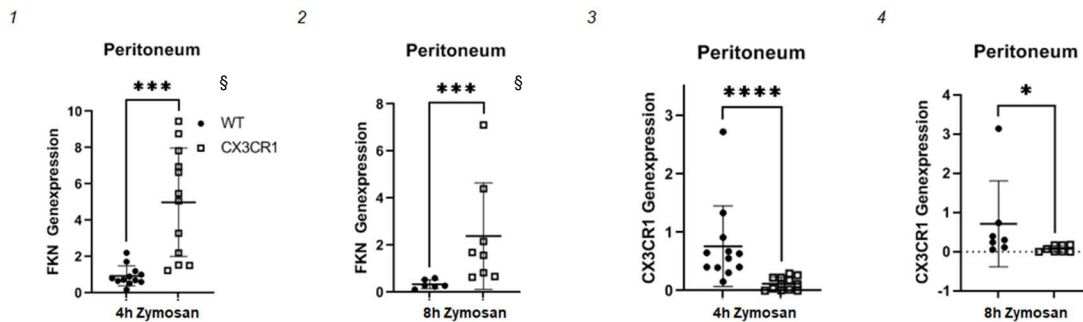 1
Peritoneum
***
§
10
8
6
4
2
0
FKN Genexpression
4h Zymosan
WT
CX3CR1
2
Peritoneum
***
§
8
6
4
2
0
FKN Genexpression
8h Zymosan
3
Peritoneum
****
3
2
1
0
CX3CR1 Genexpression
4h Zymosan
4
Peritoneum
*
4
3
2
1
0
-1
CX3CR1 Genexpression
8h Zymosan